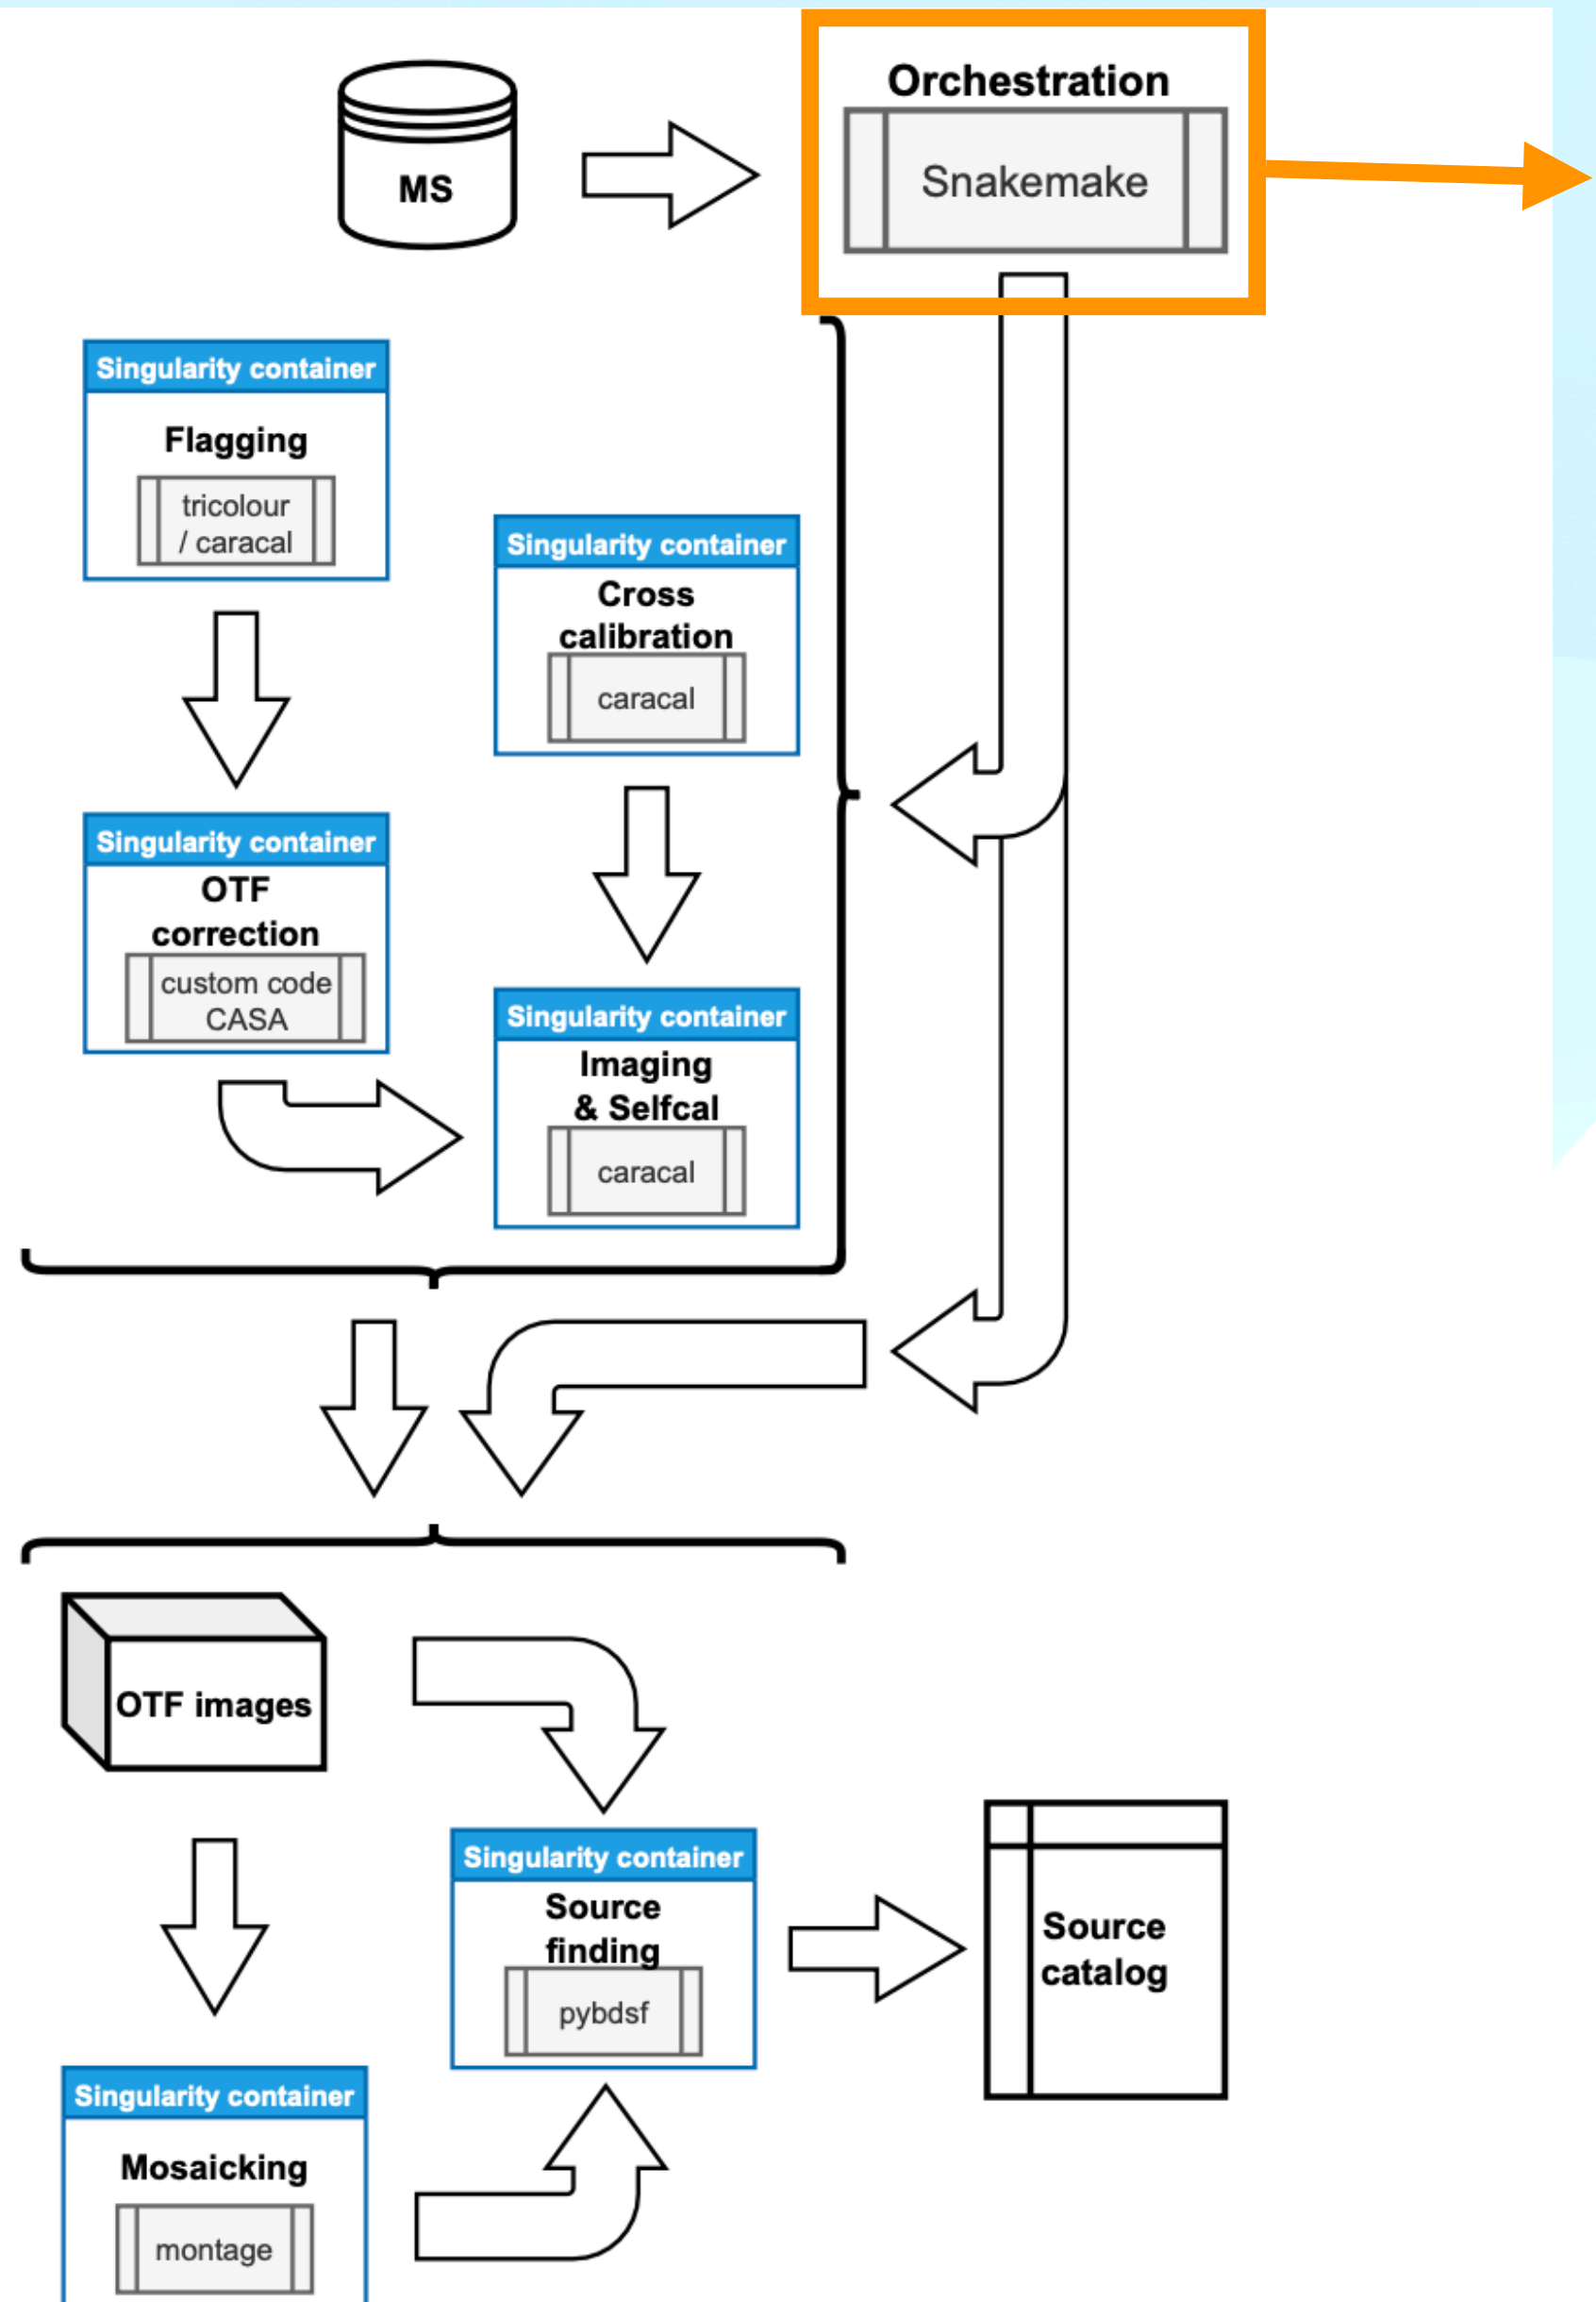 MS
Orchestration
Snakemake
Singularity container
Flagging
tricolour
/ caracal
Singularity container
Cross
calibration
caracal
Singularity container
OTF
correction
custom code
CASA
Singularity container
Imaging
& Selfcal
caracal
OTF images
Singularity container
Source
finding
pybdsf
Source
catalog
Singularity container
Mosaicking
montage